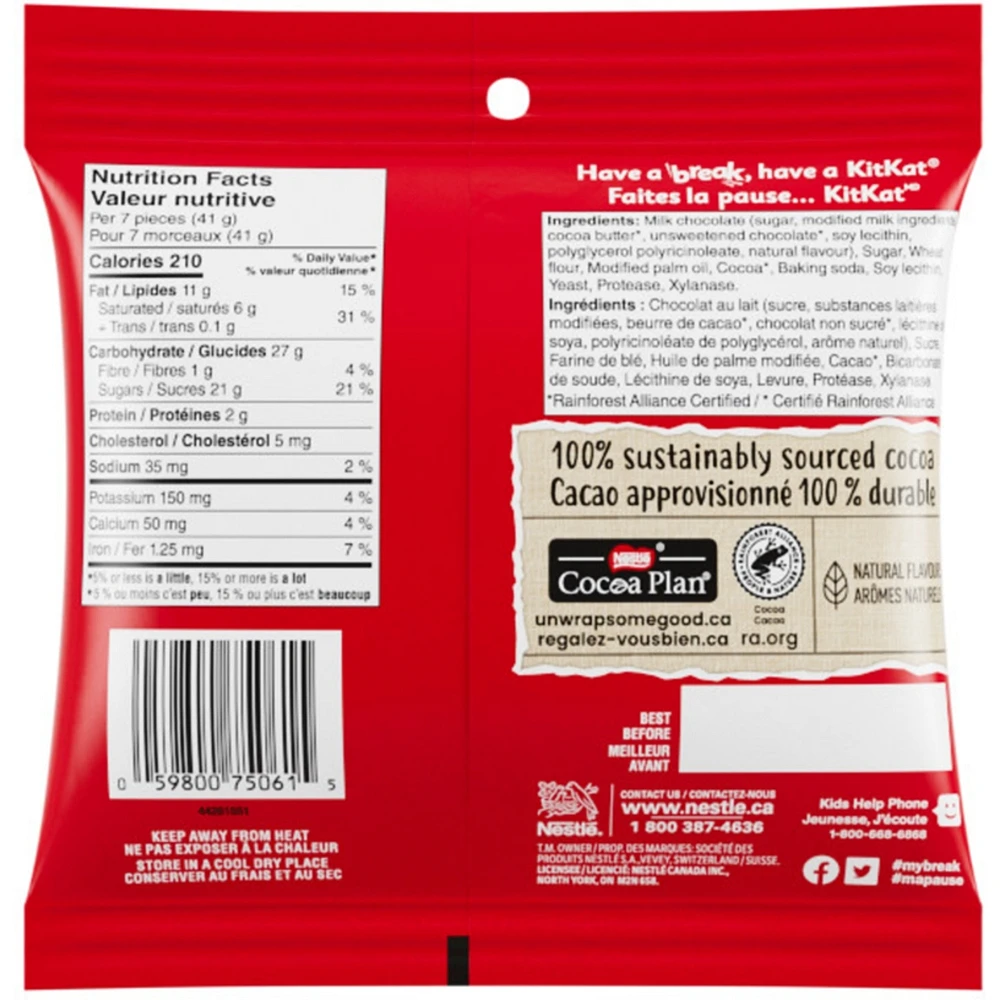 Nutrition Facts
Valeur nutritive
Per 7 pieces (41 g)
Pour 7 morceaux (41 g)
Calories 210
% Daily Value*
% valeur quotidienne*
Fat / Lipides 11 g 15 %
Saturated / saturés 6 g
+ Trans / trans 0.1 g 31 %
Carbohydrate / Glucides 27 g
Fibre / Fibres 1 g 4 %
Sugars / Sucres 21 g 21 %
Protein / Protéines 2 g
Cholesterol / Cholestérol 5 mg
Sodium 35 mg 2 %
Potassium 150 mg 4 %
Calcium 50 mg 4 %
Iron / Fer 1.25 mg 7 %
*5% or less is a little, 15% or more is a lot
*5 % ou moins c'est peu, 15 % ou plus c'est beaucoup
0 59800 75061 5
KEEP AWAY FROM HEAT
NE PAS EXPOSER À LA CHALEUR
STORE IN A COOL DRY PLACE
CONSERVER AU FRAIS ET AU SEC
Have a break, have a KitKat®
Faites la pause... KitKat
Ingredients: Milk chocolate (sugar, modified milk
cocoa butter*, unsweetened chocolate*, soy lecithin,
polyglycerol polyricinoleate, natural flavour), Sugar,
flour, Modified palm oil, Cocoa*, Baking soda, Soy lecithin,
Yeast, Protease, Xylanase.
Ingrédients : Chocolat au lait (sucre, substances laitières
modifiées, beurre de cacao*, chocolat non sucré*,
soya, polyricinoléate de polyglycérol, arôme naturel),
Farine de blé, Huile de palme modifiée, Cacao*,
de soude, Lécithine de soya, Levure, Protéase, Xylanase
*Rainforest Alliance Certified / * Certifié Rainforest Alliance
100% sustainably sourced cocoa
Cacao approvisionné 100 % durable
Nestlé
Cocoa Plan®
RAINFOREST ALLIANCE
PEOPLE & NATURE
Cocoa
Cacao
NATURAL
ARÔMES
unwrapsomegood.ca
regalez-vousbien.ca ra.org
BEST
BEFORE
MEILLEUR
AVANT
Nestlé.
CONTACT US / CONTACTEZ-NOUS
www.nestle.ca
1 800 387-4636
Kids Help Phone
Jeunesse, J'écoute
1-800-668-6868
T.M. OWNER / PROP. DES MARQUES: SOCIÉTÉ DES
PRODUITS NESTLÉ S.A., VEVEY, SWITZERLAND / SUISSE.
LICENSEE / LICENCIÉ: NESTLÉ CANADA INC.,
NORTH YORK, ON M2N 6S8.
#mybreak
#mapause